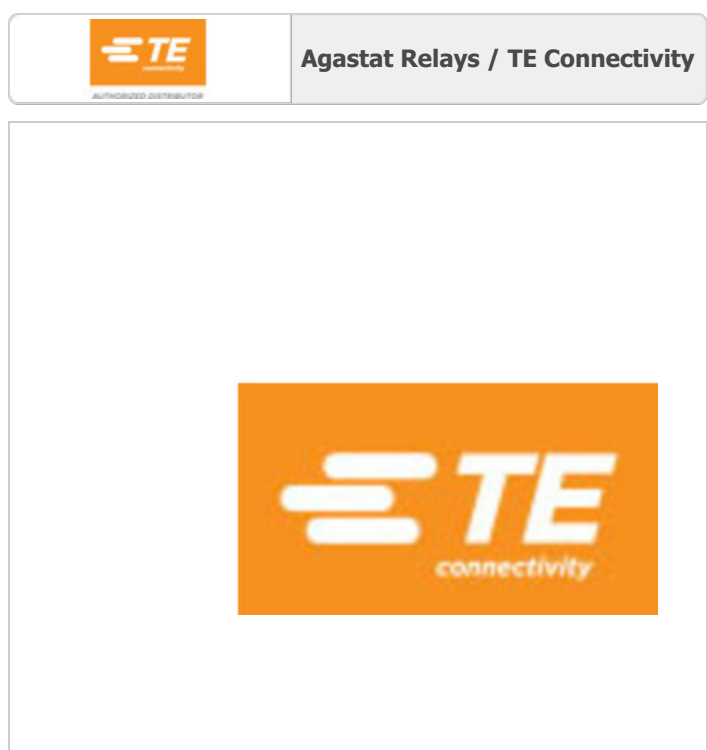 TE
connectivity
AUTHORIZED DISTRIBUTOR
Agastat Relays / TE Connectivity
TE
connectivity